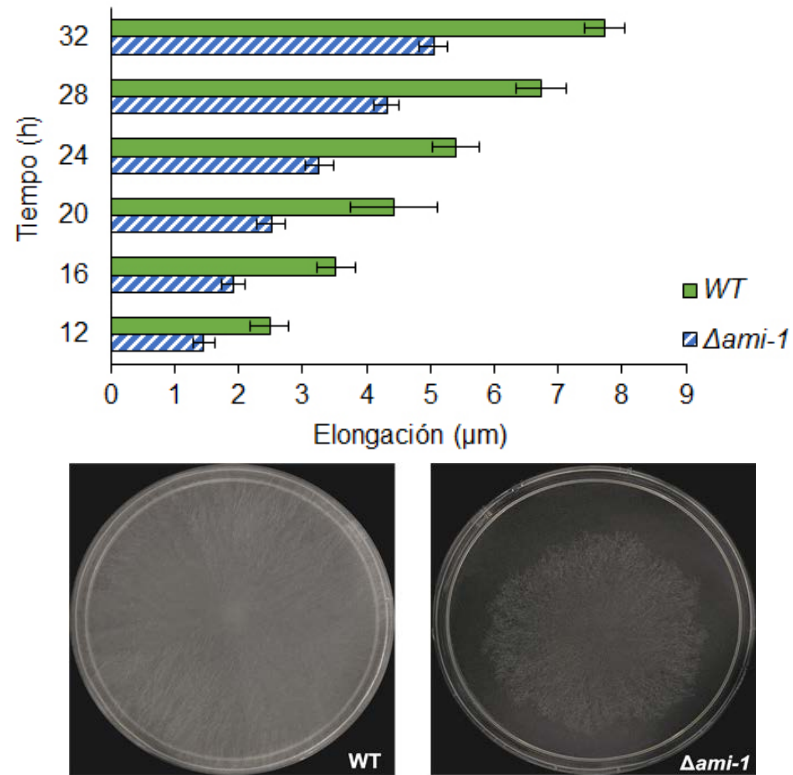 Tiempo (h)
32
28
24
20
16
12
WT
Δami-1
0 1 2 3 4 5 6 7 8 9
Elongación (µm)
WT
Δami-1